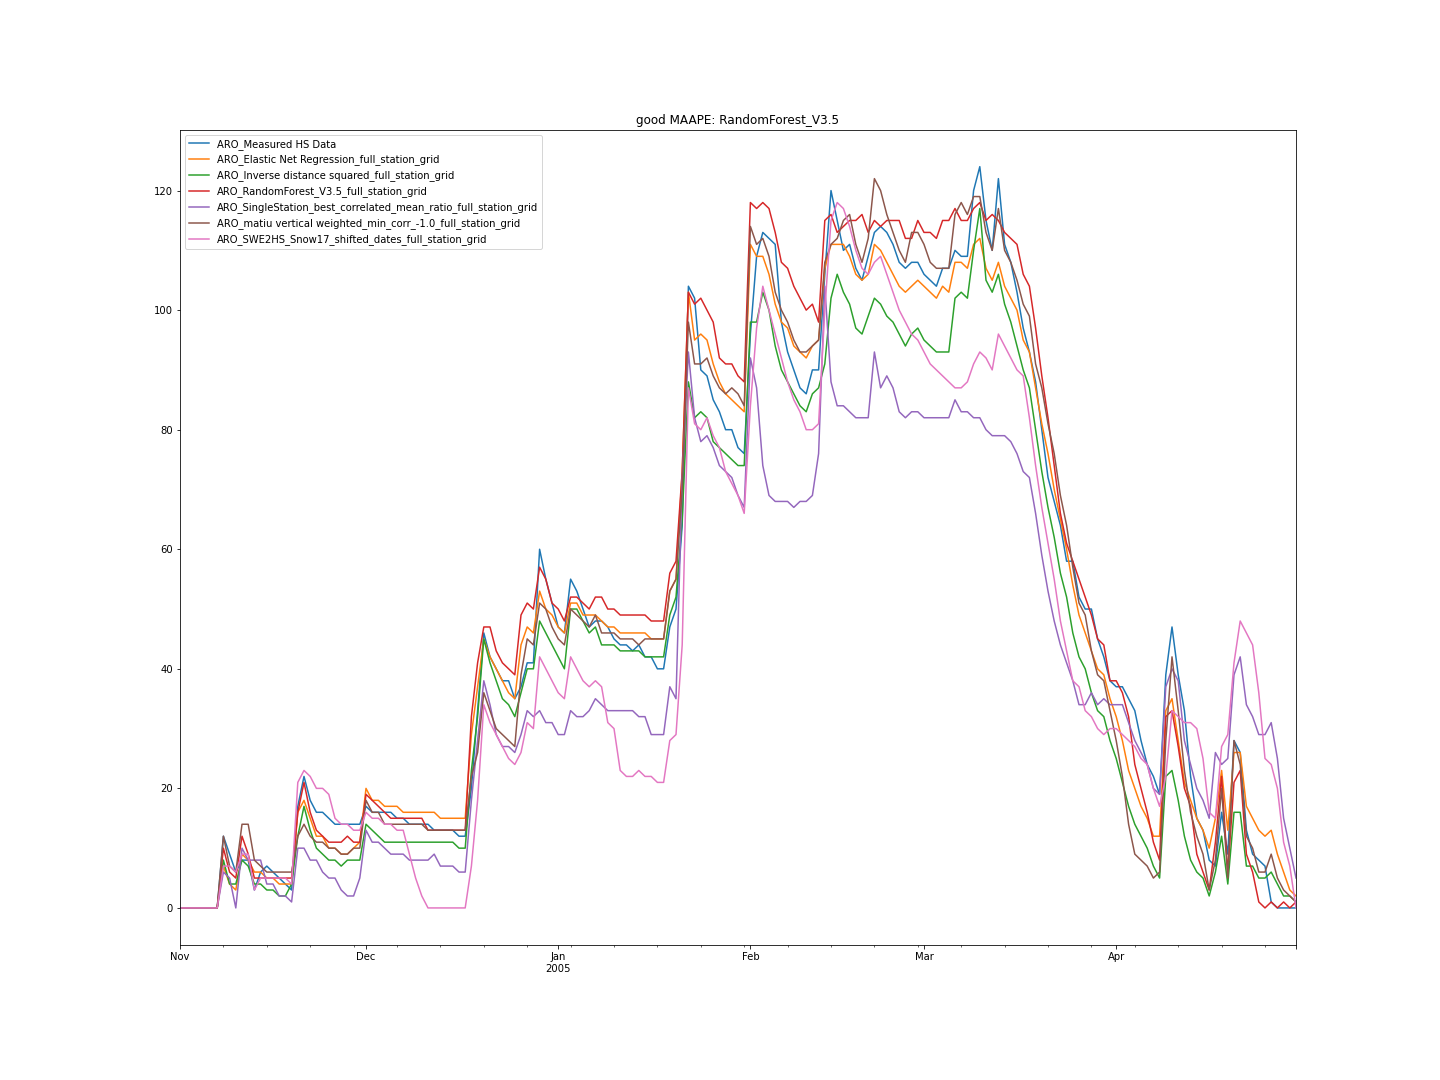 good MAAPE: RandomForest_V3.5
ARO_Measured HS Data
ARO_Elastic Net Regression_full_station_grid
ARO_Inverse distance squared_full_station_grid
ARO_RandomForest_V3.5_full_station_grid
ARO_SingleStation_best_correlated_mean_ratio_full_station_grid
ARO_matiu vertical weighted_min_corr_-1.0_full_station_grid
ARO_SWE2HS_Snow17_shifted_dates_full_station_grid
120
100
80
60
40
20
0
Nov Dec Jan Feb Mar Apr
2005